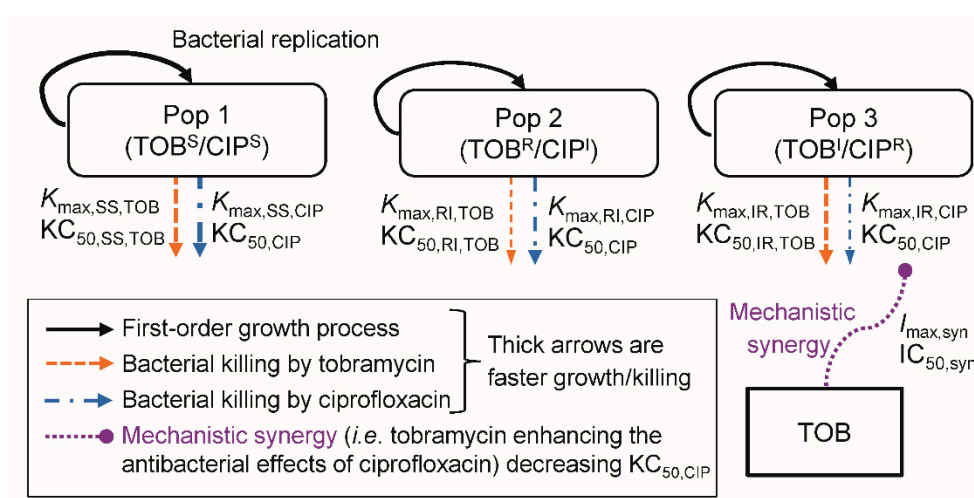 Bacterial replication
Pop 1
(TOBˢ/CIPˢ)
Pop 2
(TOBᴿ/CIPᴵ)
Pop 3
(TOBᴵ/CIPᴿ)
Kmax,SS,TOB
KC50,SS,TOB
Kmax,SS,CIP
KC50,CIP
Kmax,RI,TOB
KC50,RI,TOB
Kmax,RI,CIP
KC50,CIP
Kmax,IR,TOB
KC50,IR,TOB
Kmax,IR,CIP
KC50,CIP
First-order growth process
Bacterial killing by tobramycin
Bacterial killing by ciprofloxacin
Thick arrows are
faster growth/killing
Mechanistic synergy (i.e. tobramycin enhancing the
antibacterial effects of ciprofloxacin) decreasing KC50,CIP
Mechanistic
synergy
Imax,syn
IC50,syn
TOB